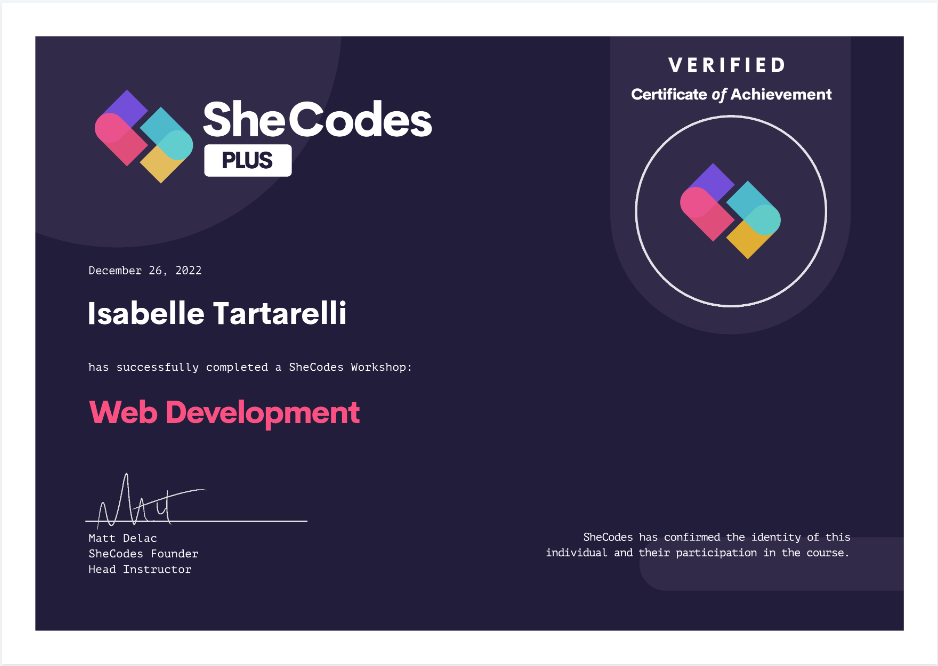 SheCodes
PLUS
VERIFIED
Certificate of Achievement
December 26, 2022
Isabelle Tartarelli
has successfully completed a SheCodes Workshop:
Web Development
Matt Delac
SheCodes Founder
Head Instructor
SheCodes has confirmed the identity of this
individual and their participation in the course.